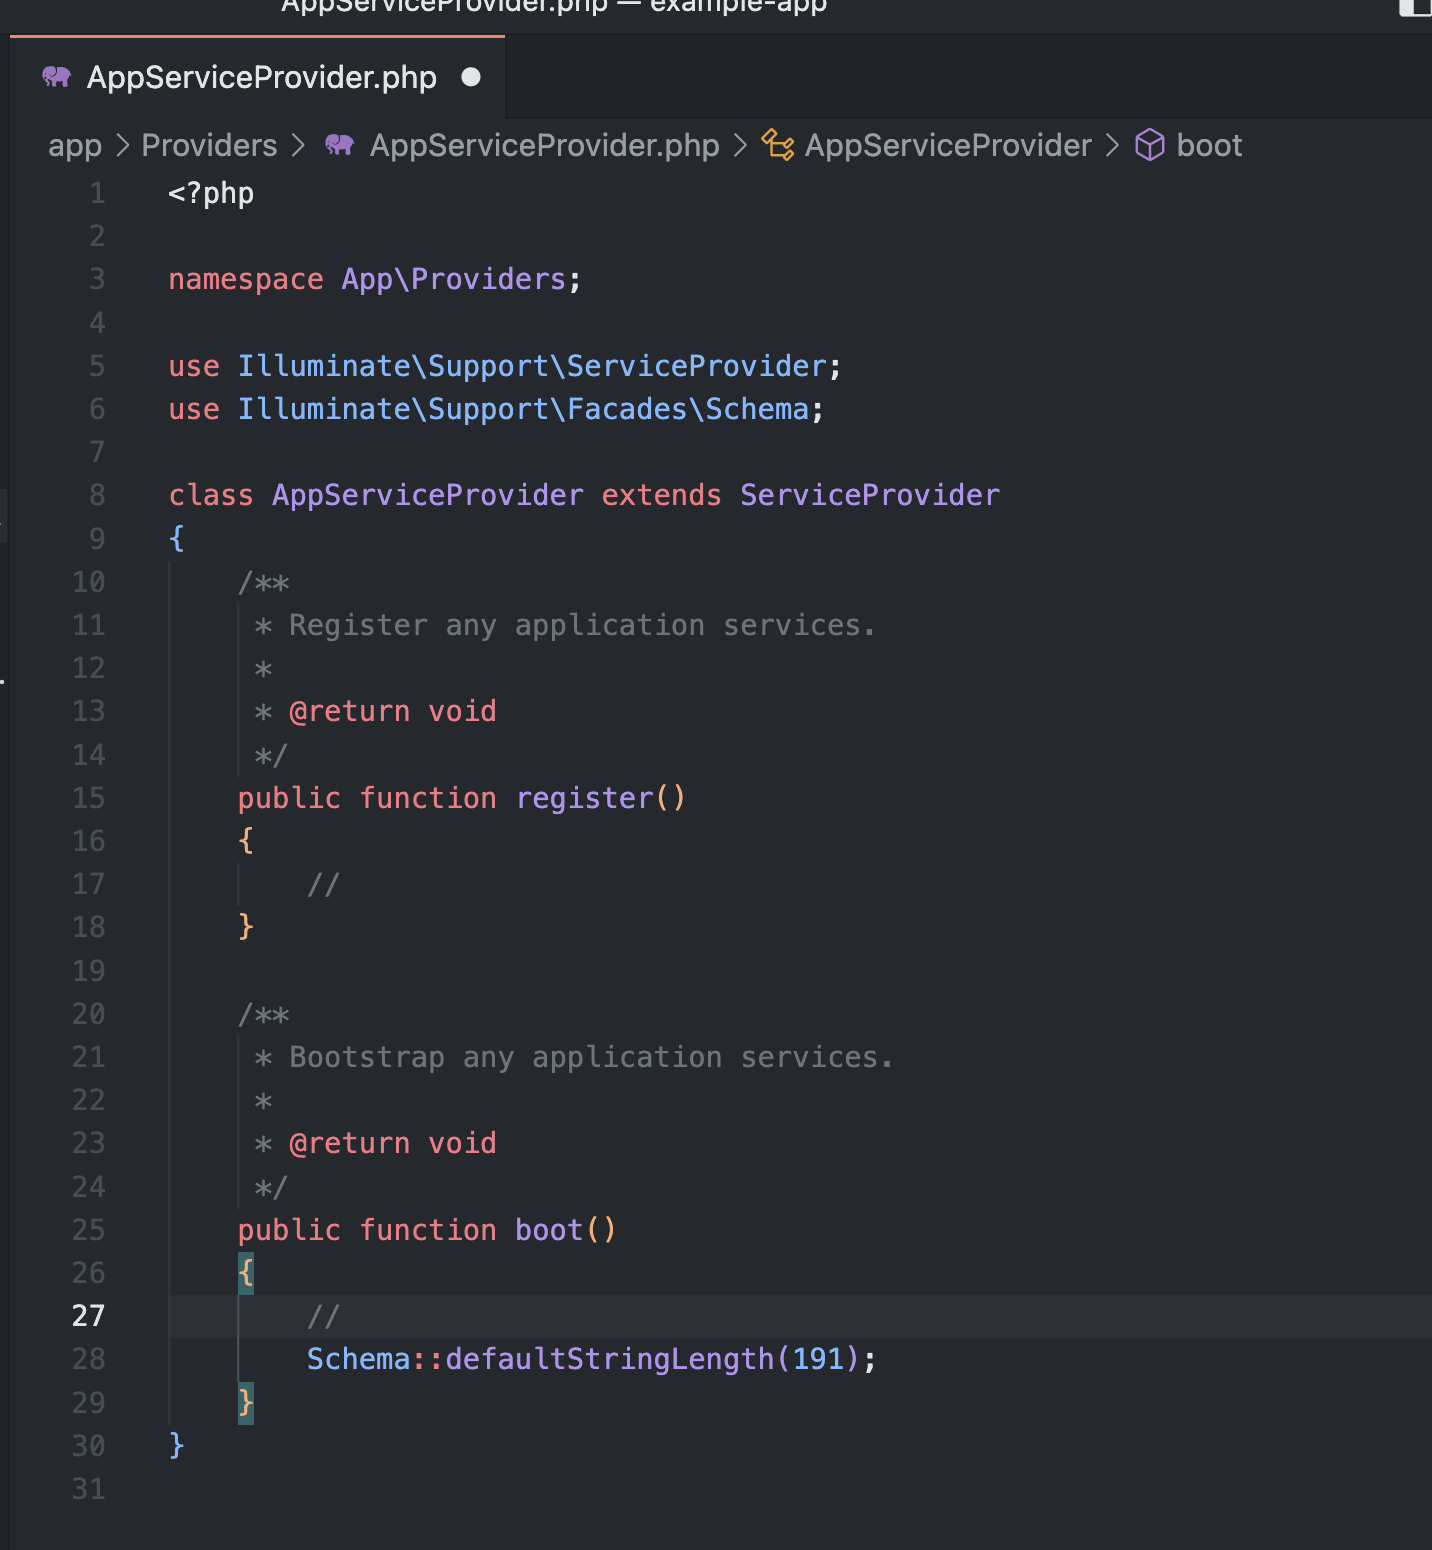 AppServiceProvider.php — example-app
AppServiceProvider.php
app > Providers > AppServiceProvider.php > AppServiceProvider > boot
1 <?php
2
3 namespace App\Providers;
4
5 use Illuminate\Support\ServiceProvider;
6 use Illuminate\Support\Facades\Schema;
7
8 class AppServiceProvider extends ServiceProvider
9 {
10     /**
11      * Register any application services.
12      *
13      * @return void
14      */
15     public function register()
16     {
17         //
18     }
19
20     /**
21      * Bootstrap any application services.
22      *
23      * @return void
24      */
25     public function boot()
26     {
27         //
28         Schema::defaultStringLength(191);
29     }
30 }
31